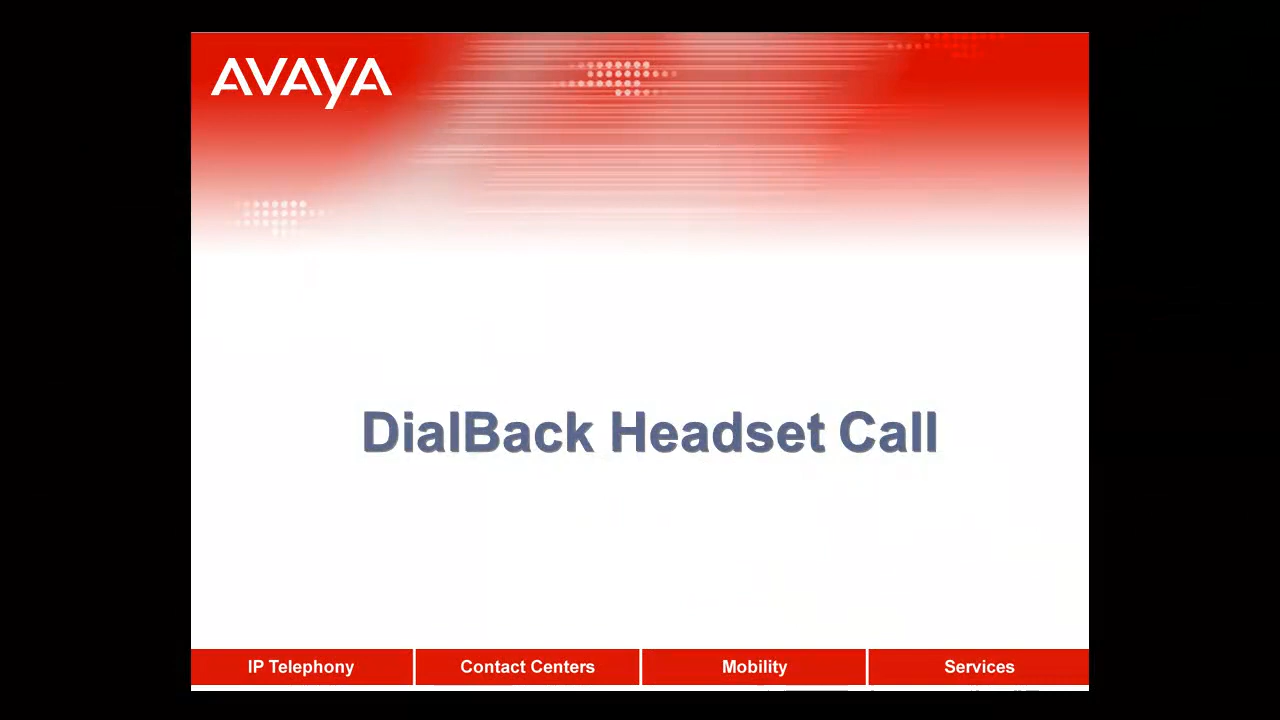 AVAYA
DialBack Headset Call
IP Telephony
Contact Centers
Mobility
Services